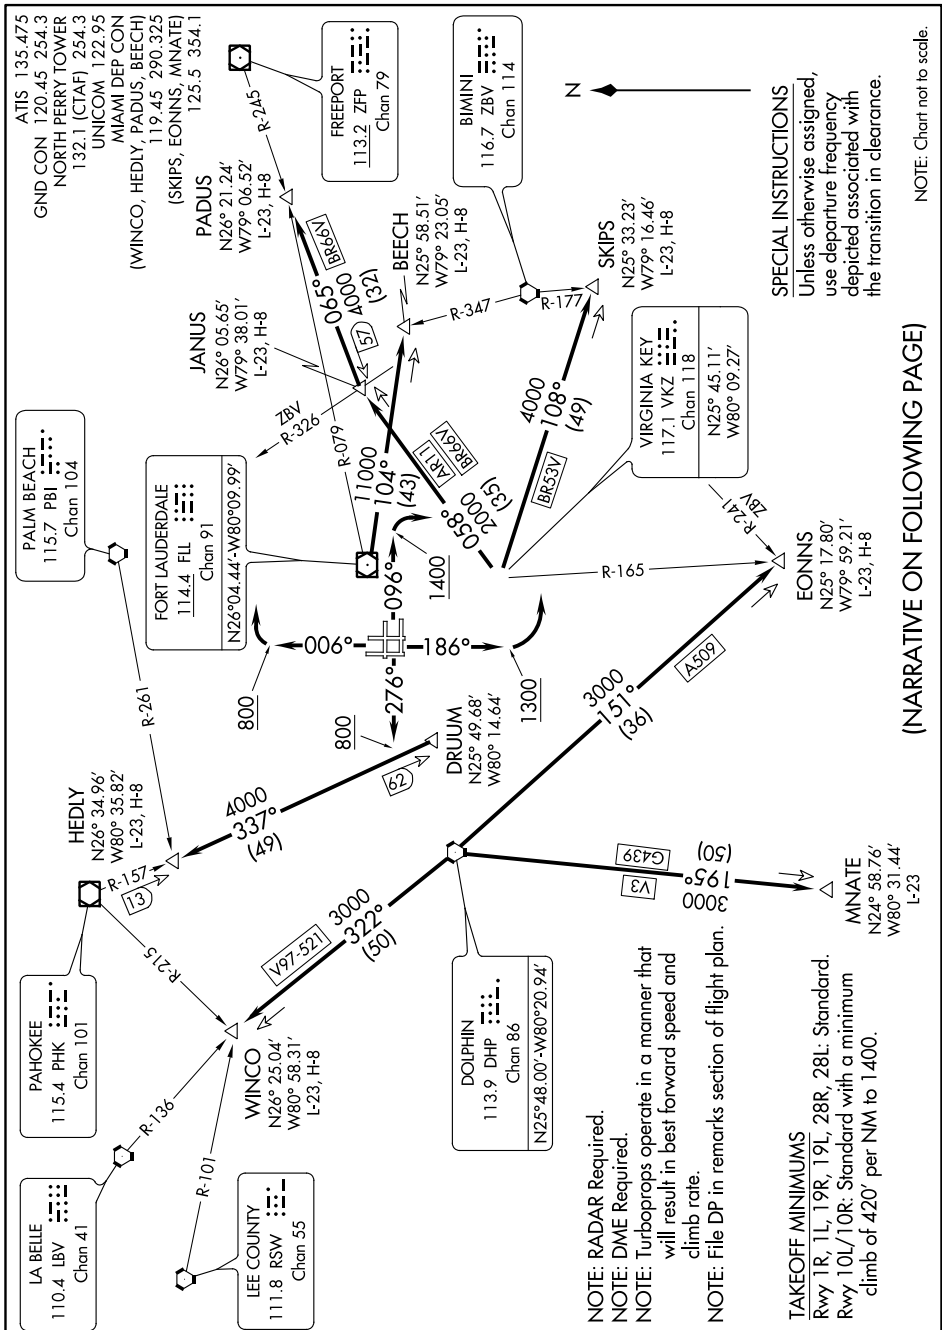 ATIS 135.475
GND CON 120.45 254.3
NORTH PERRY TOWER
132.1 (CTAF) 254.3
UNICOM 122.95
MIAMI DEP CON
(WINCO, HEDLY, PADUS, BEECH)
119.45 290.325
(SKIPS, EONNS, MNATE)
125.5 354.1
FREEPORT
113.2 ZFP
Chan 79
R-245
PADUS
N26° 21.24′
W79° 06.52′
L-23, H-8
BR66V
065°
4000
(32)
57
JANUS
N26° 05.65′
W79° 38.01′
L-23, H-8
BEECH
N25° 58.51′
W79° 23.05′
L-23, H-8
BIMINI
116.7 ZBV
Chan 114
N
R-347
R-177
SKIPS
N25° 33.23′
W79° 16.46′
L-23, H-8
ZBV
R-326
R-079
PALM BEACH
115.7 PBI
Chan 104
FORT LAUDERDALE
114.4 FLL
Chan 91
N26°04.44′-W80°09.99′
11000
104°
(43)
AR11
BR66V
058°
2000
(35)
4000
108°
(49)
BR53V
VIRGINIA KEY
117.1 VKZ
Chan 118
N25° 45.11′
W80° 09.27′
R-241
ZBV
R-165
EONNS
N25° 17.80′
W79° 59.21′
L-23, H-8
800
006°
096°
1400
276°
800
186°
1300
R-261
HEDLY
N26° 34.96′
W80° 35.82′
L-23, H-8
R-157
13
4000
337°
(49)
62
DRUUM
N25° 49.68′
W80° 14.64′
3000
151°
(36)
A509
PAHOKEE
115.4 PHK
Chan 101
R-215
V97-521
3000
322°
(50)
G439
V3
(50)
195°
3000
MNATE
N24° 58.76′
W80° 31.44′
L-23
LA BELLE
110.4 LBV
Chan 41
R-136
R-101
WINCO
N26° 25.04′
W80° 58.31′
L-23, H-8
LEE COUNTY
111.8 RSW
Chan 55
DOLPHIN
113.9 DHP
Chan 86
N25°48.00′-W80°20.94′
SPECIAL INSTRUCTIONS
Unless otherwise assigned,
use departure frequency
depicted associated with
the transition in clearance.
NOTE: Chart not to scale.
(NARRATIVE ON FOLLOWING PAGE)
NOTE: RADAR Required.
NOTE: DME Required.
NOTE: Turboprops operate in a manner that
will result in best forward speed and
climb rate.
NOTE: File DP in remarks section of flight plan.
TAKEOFF MINIMUMS
Rwy 1R, 1L, 19R, 19L, 28R, 28L: Standard.
Rwy 10L/10R: Standard with a minimum
climb of 420′ per NM to 1400.